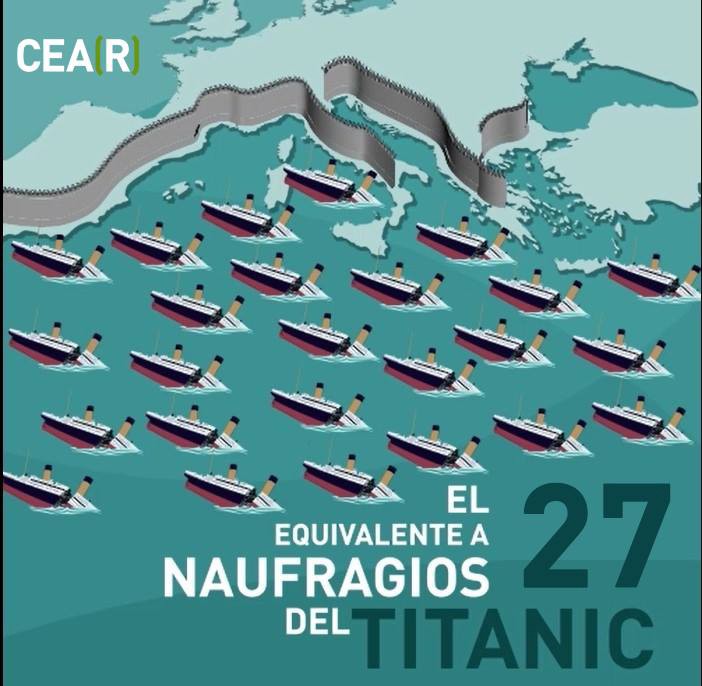 CEA(R)
EL
EQUIVALENTE A
NAUFRAGIOS
27
DEL TITANIC